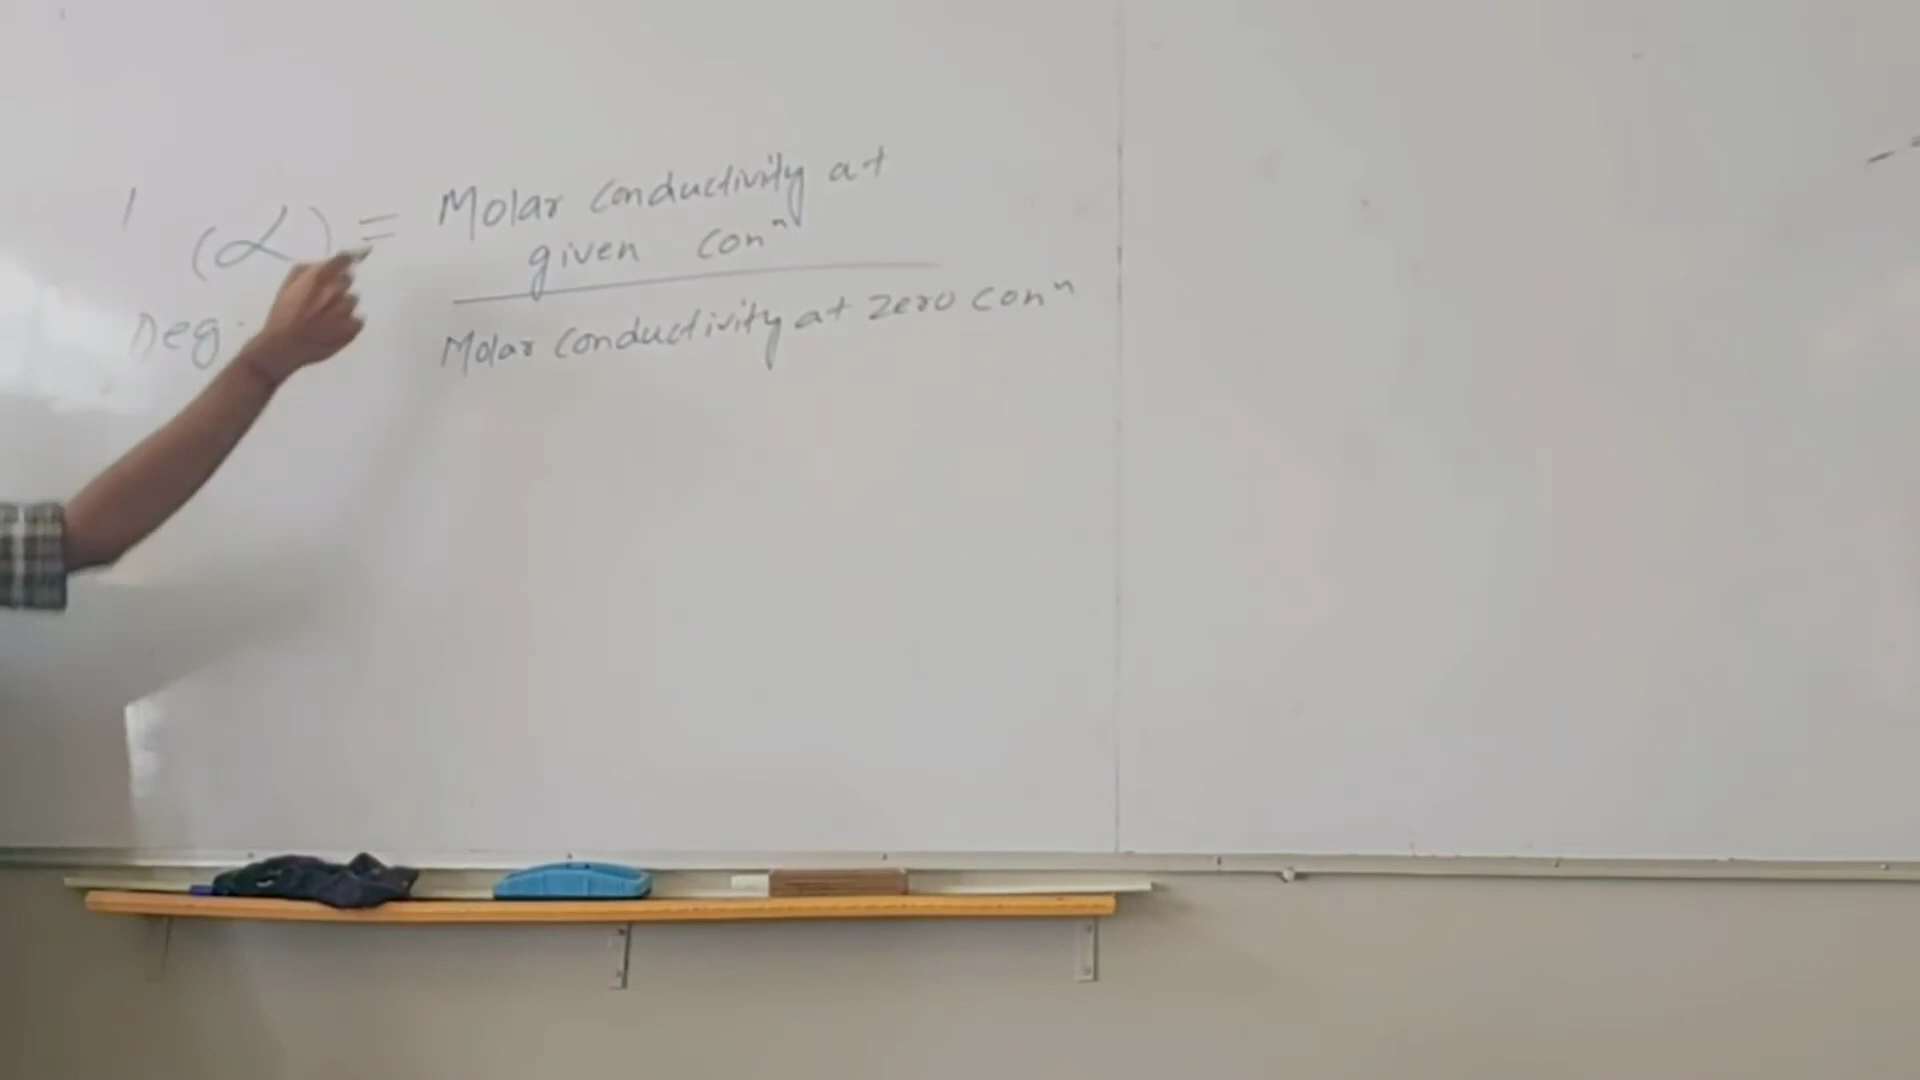 (α) = Molar conductivity at
given conⁿ
Molar conductivity at zero conⁿ
Deg.